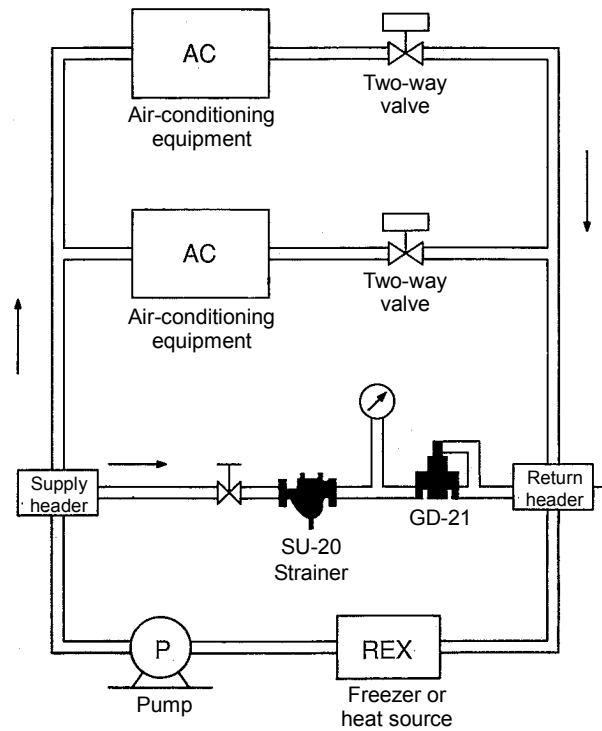 AC
Air-conditioning
equipment
Two-way
valve
AC
Air-conditioning
equipment
Two-way
valve
Supply
header
SU-20
Strainer
GD-21
Return
header
P
Pump
REX
Freezer or
heat source